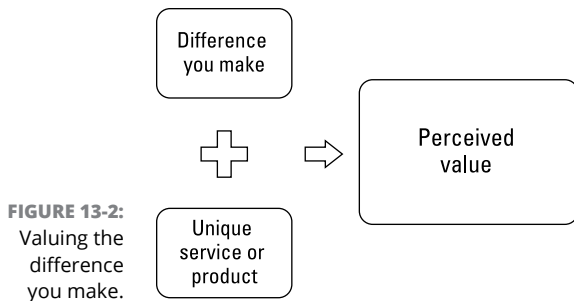 Difference
you make
Perceived
value
FIGURE 13-2:
Valuing the
difference
you make.
Unique
service or
product